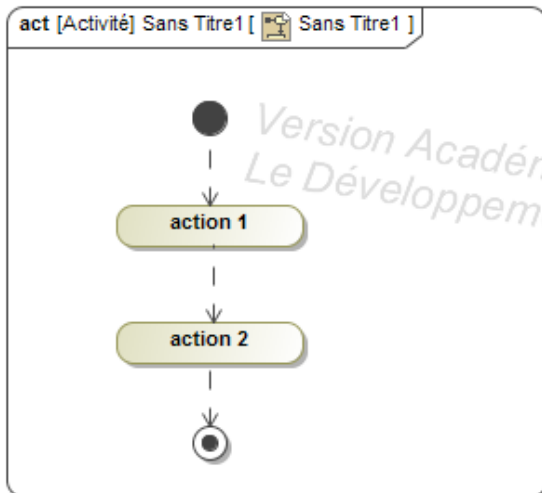 act [Activité] Sans Titre1 [ Sans Titre1 ]
Version
Le
action 1
action 2